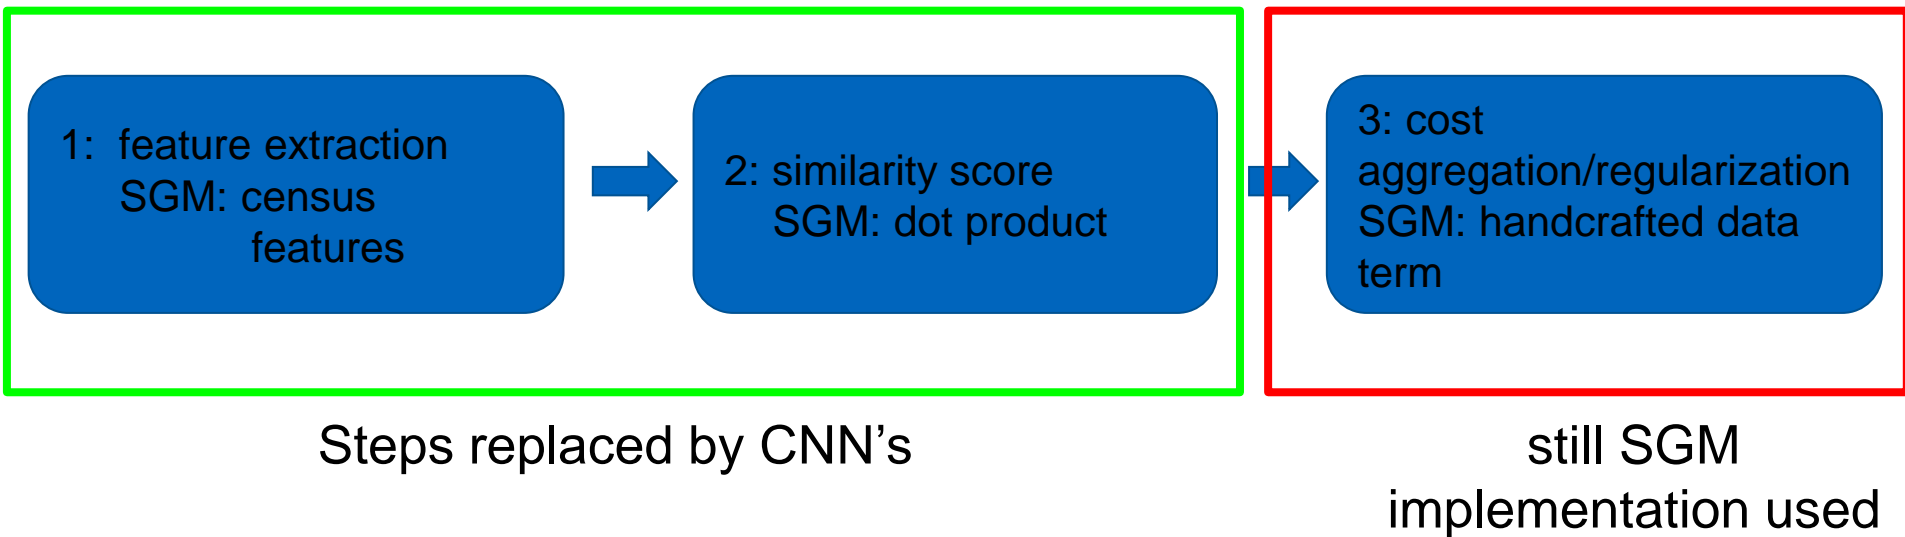 1: feature extraction
SGM: census
features
2: similarity score
SGM: dot product
3: cost
aggregation/regularization
SGM: handcrafted data
term
Steps replaced by CNN's
still SGM
implementation used